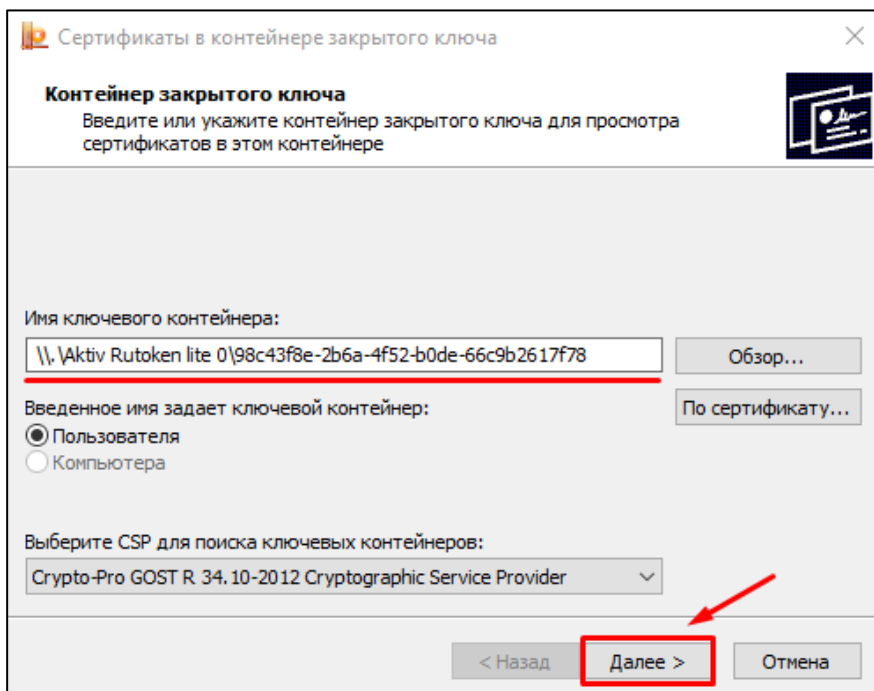 Сертификаты в контейнере закрытого ключа
Контейнер закрытого ключа
Введите или укажите контейнер закрытого ключа для просмотра
сертификатов в этом контейнере
Имя ключевого контейнера:
\\.\Aktiv Rutoken lite 0\98c43f8e-2b6a-4f52-b0de-66c9b2617f78
Обзор...
Введенное имя задает ключевой контейнер:
По сертификату...
Пользователя
Компьютера
Выберите CSP для поиска ключевых контейнеров:
Crypto-Pro GOST R 34.10-2012 Cryptographic Service Provider
< Назад
Далее >
Отмена